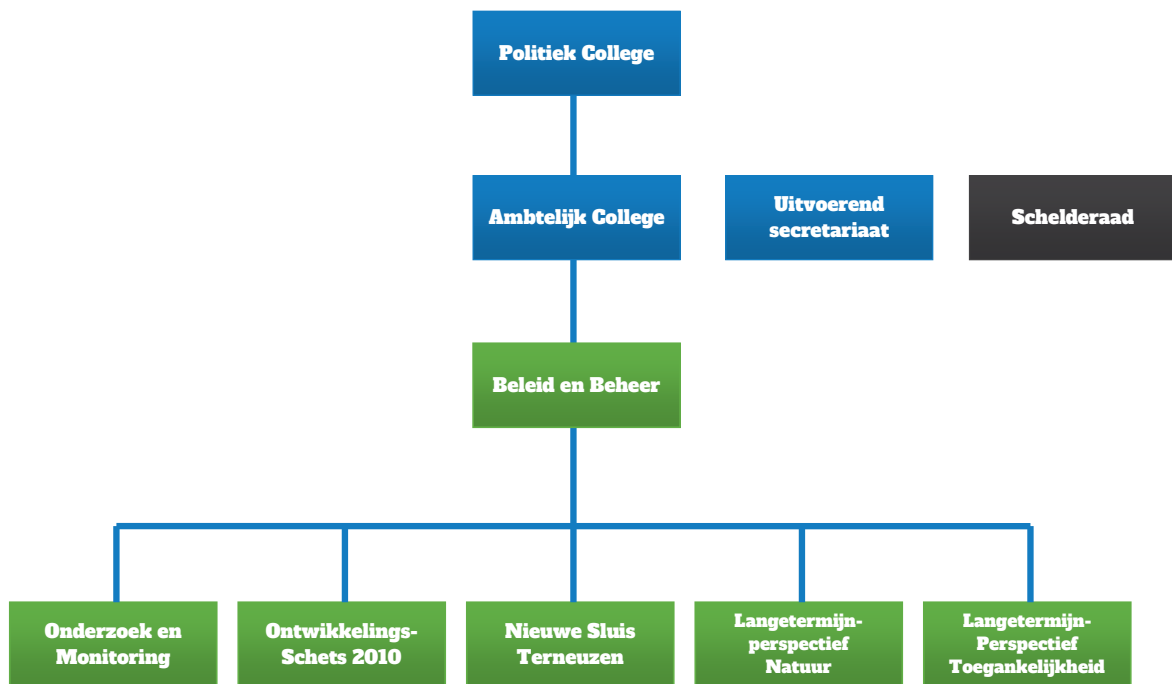 Politiek College
Ambtelijk College
Uitvoerend
secretariaat
Schelderaad
Beleid en Beheer
Onderzoek en
Monitoring
Ontwikkelings-
Schets 2010
Nieuwe Sluis
Terneuzen
Langetermijn-
perspectief
Natuur
Langetermijn-
Perspectief
Toegankelijkheid